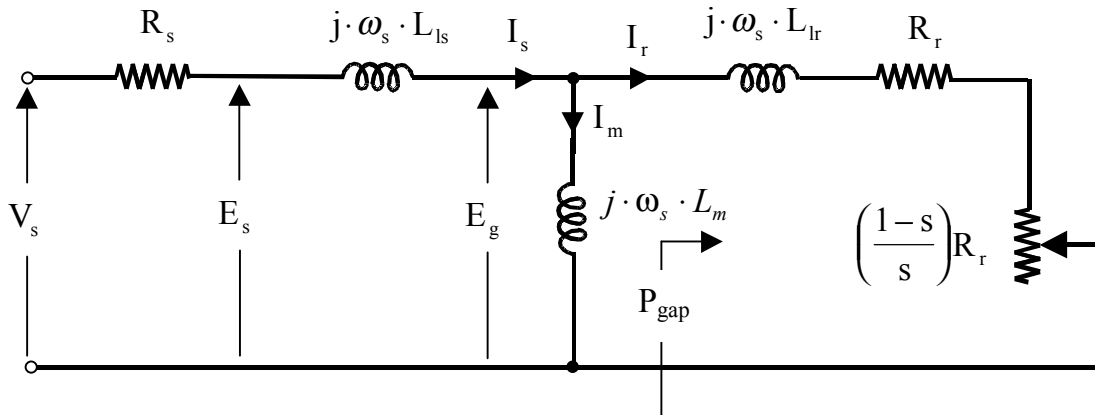 R_s
j·ω_s·L_ls
I_s
I_r
j·ω_s·L_lr
R_r
I_m
V_s
E_s
E_g
j·ω_s·L_m
((1-s)/s)R_r
P_gap